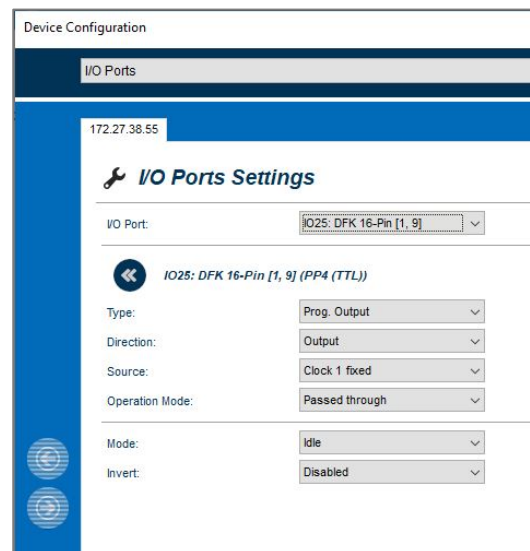 Device Configuration
I/O Ports
172.27.38.55
I/O Ports Settings
I/O Port: IO25: DFK 16-Pin [1, 9]
IO25: DFK 16-Pin [1, 9] (PP4 (TTL))
Type: Prog. Output
Direction: Output
Source: Clock 1 fixed
Operation Mode: Passed through
Mode: Idle
Invert: Disabled